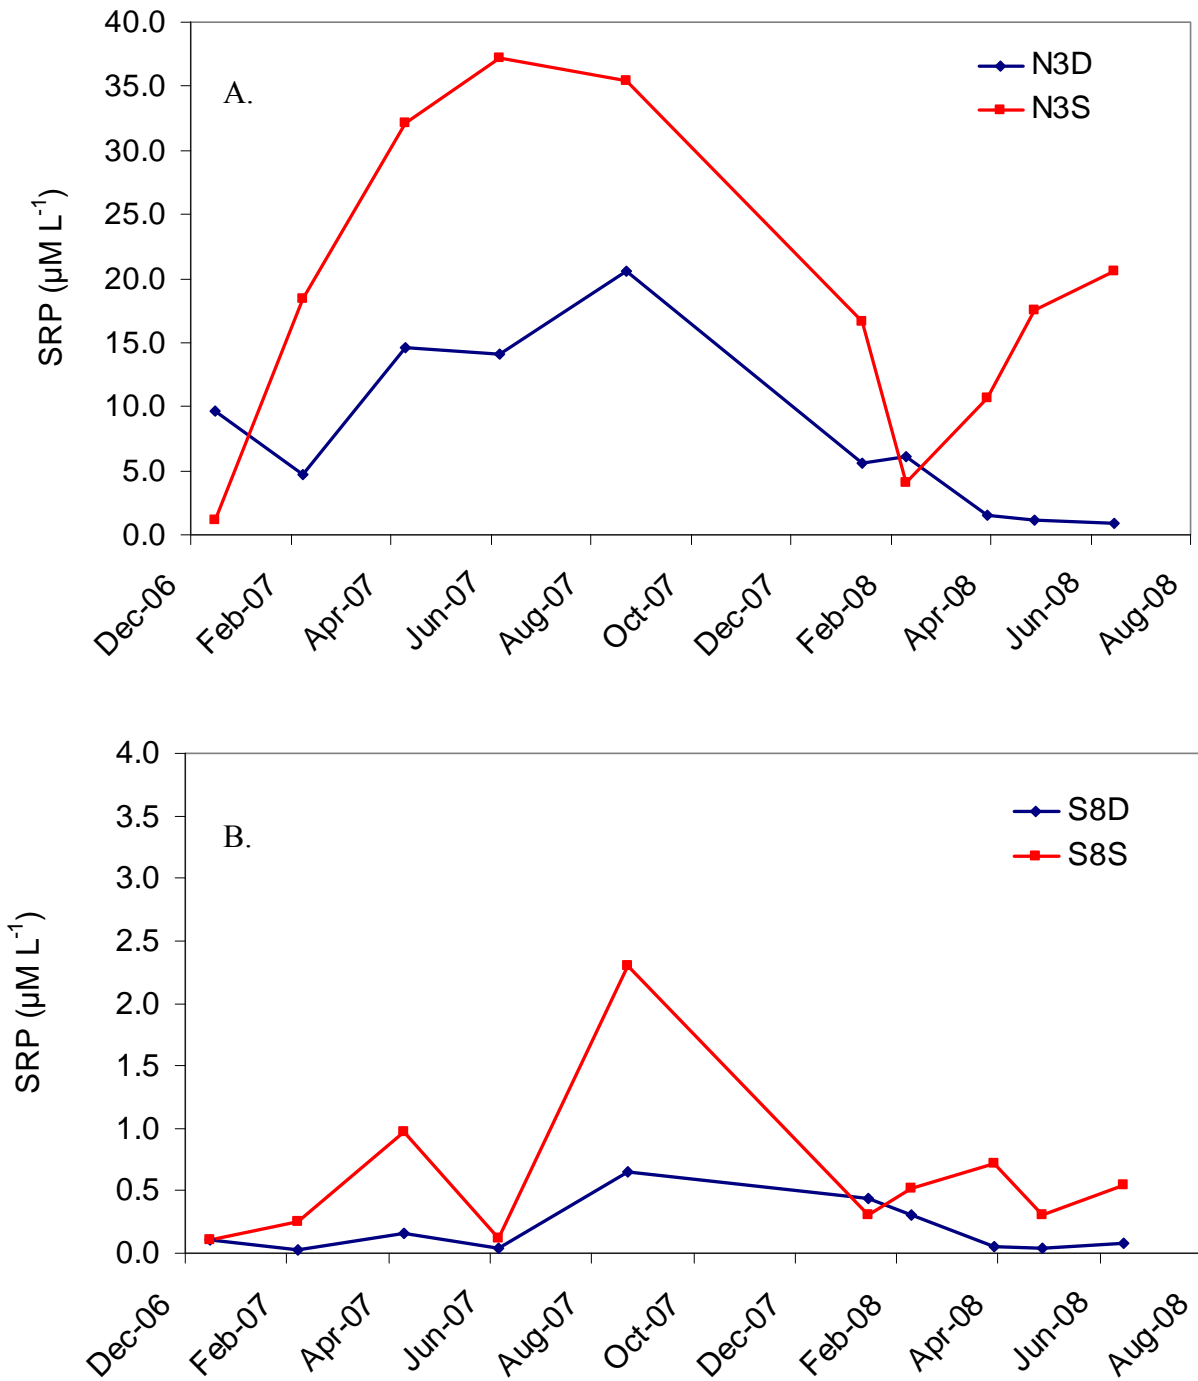 40.0
35.0
30.0
25.0
20.0
15.0
10.0
5.0
0.0
SRP (µM L-1)
A.
N3D
N3S
Dec-06
Feb-07
Apr-07
Jun-07
Aug-07
Oct-07
Dec-07
Feb-08
Apr-08
Jun-08
Aug-08
4.0
3.5
3.0
2.5
2.0
1.5
1.0
0.5
0.0
SRP (µM L-1)
B.
S8D
S8S
Dec-06
Feb-07
Apr-07
Jun-07
Aug-07
Oct-07
Dec-07
Feb-08
Apr-08
Jun-08
Aug-08